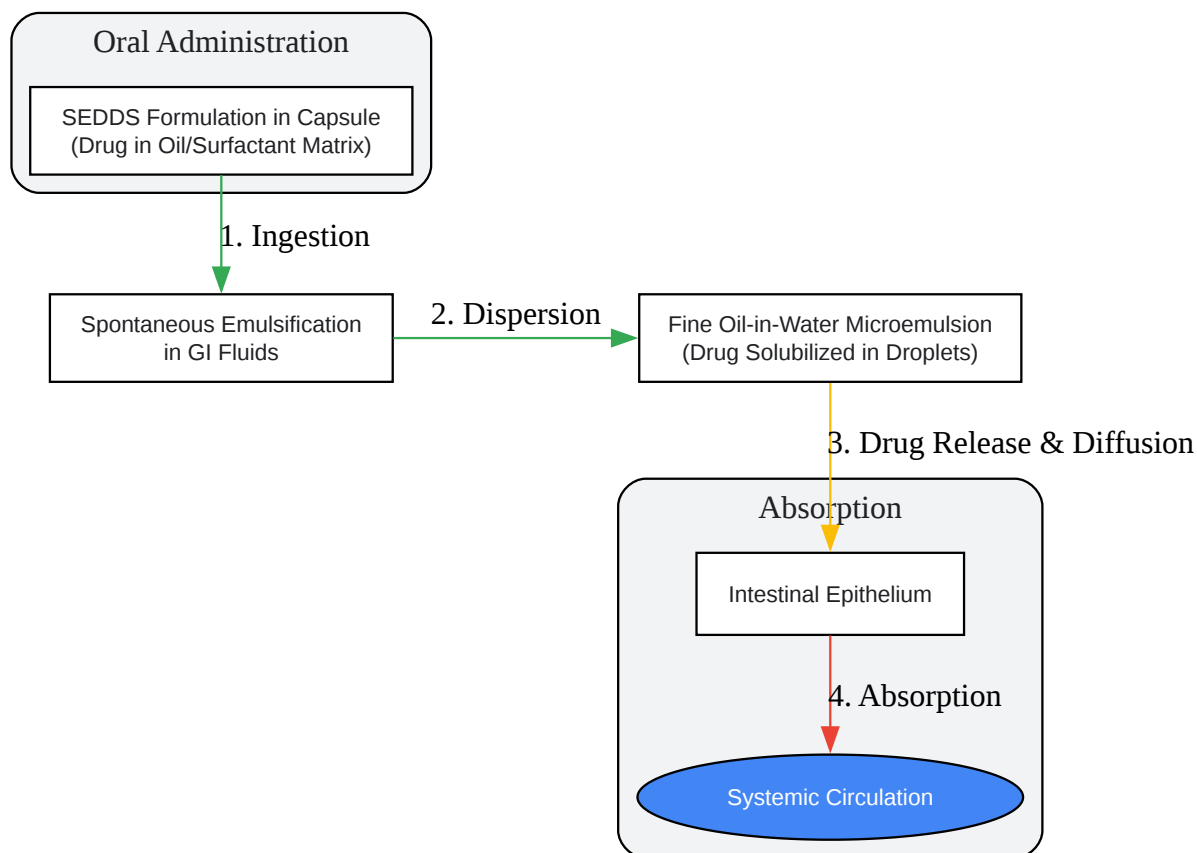 Oral Administration
SEDDS Formulation in Capsule
(Drug in Oil/Surfactant Matrix)
1. Ingestion
Spontaneous Emulsification
in GI Fluids
2. Dispersion
Fine Oil-in-Water Microemulsion
(Drug Solubilized in Droplets)
3. Drug Release & Diffusion
Absorption
Intestinal Epithelium
4. Absorption
Systemic Circulation